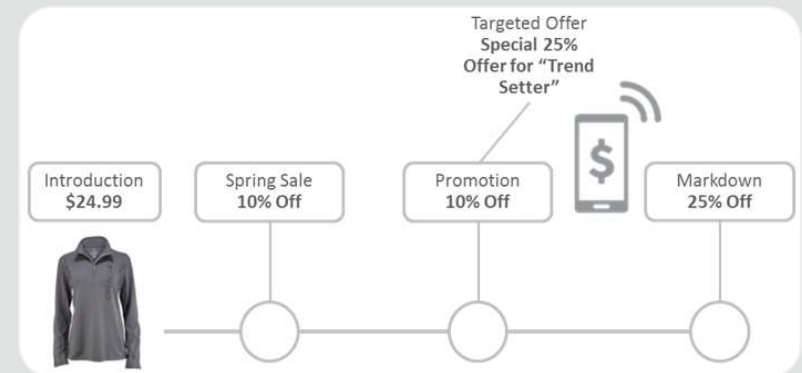 Targeted Offer
Special 25%
Offer for “Trend
Setter”
Introduction
$24.99
Spring Sale
10% Off
Promotion
10% Off
$
Markdown
25% Off